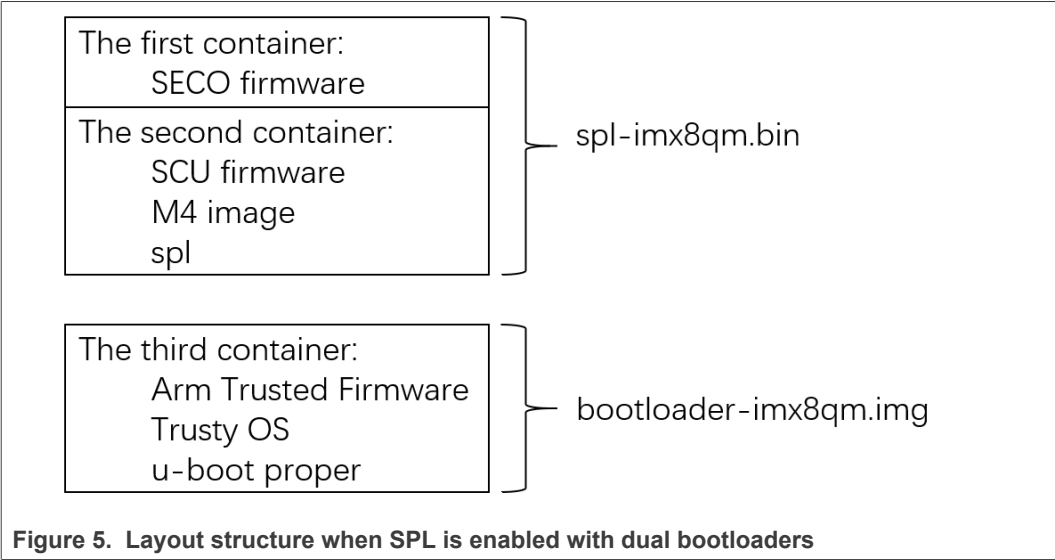 The first container:
SECO firmware
The second container:
SCU firmware
M4 image
spl
spl-imx8qm.bin
The third container:
Arm Trusted Firmware
Trusty OS
u-boot proper
bootloader-imx8qm.img
Figure 5. Layout structure when SPL is enabled with dual bootloaders